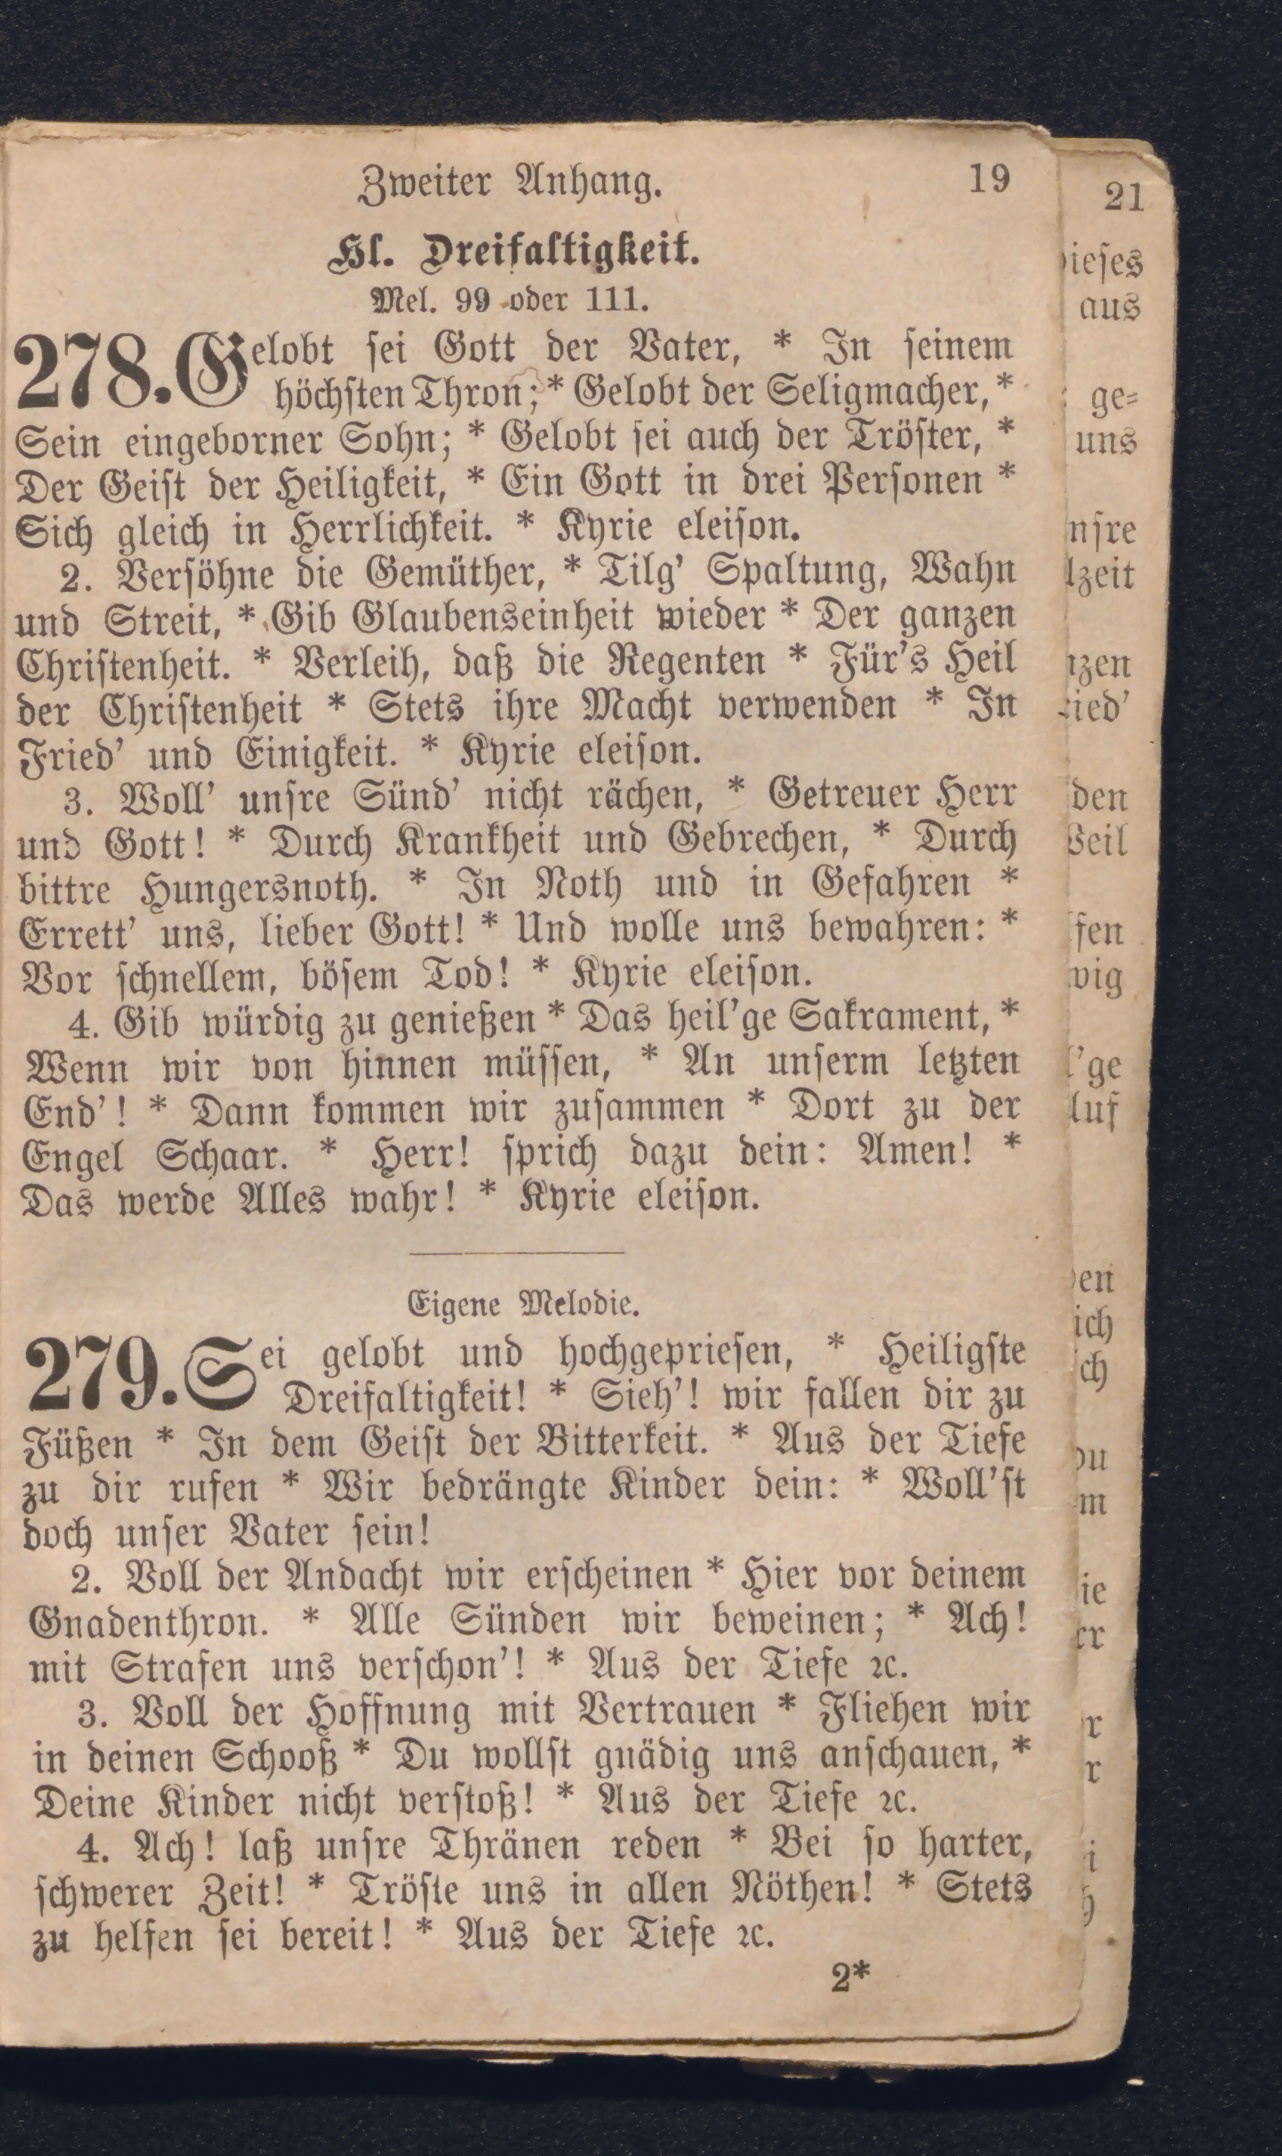 Zweiter Anhang. 19
Hl. Dreifaltigkeit.
Mel. 99 oder 111.
278. Gelobt sei Gott der Vater, * In seinem
höchsten Thron; * Gelobt der Seligmacher, *
Sein eingeborner Sohn; * Gelobt sei auch der Tröster, *
Der Geist der Heiligkeit, * Ein Gott in drei Personen *
Sich gleich in Herrlichkeit. * Kyrie eleison.
2. Versöhne die Gemüther, * Tilg' Spaltung, Wahn
und Streit, * Gib Glaubenseinheit wieder * Der ganzen
Christenheit. * Verleih, daß die Regenten * Für's Heil
der Christenheit * Stets ihre Macht verwenden * In
Fried' und Einigkeit. * Kyrie eleison.
3. Woll' unsre Sünd' nicht rächen, * Getreuer Herr
und Gott! * Durch Krankheit und Gebrechen, * Durch
bittre Hungersnoth. * In Noth und in Gefahren *
Errett' uns, lieber Gott! * Und wolle uns bewahren: *
Vor schnellem, bösem Tod! * Kyrie eleison.
4. Gib würdig zu genießen * Das heil'ge Sakrament, *
Wenn wir von hinnen müssen, * An unserm letzten
End'! * Dann kommen wir zusammen * Dort zu der
Engel Schaar. * Herr! sprich dazu dein: Amen! *
Das werde Alles wahr! * Kyrie eleison.
Eigene Melodie.
279. Sei gelobt und hochgepriesen, * Heiligste
Dreifaltigkeit! * Sieh'! wir fallen dir zu
Füßen * In dem Geist der Bitterkeit. * Aus der Tiefe
zu dir rufen * Wir bedrängte Kinder dein: * Woll'st
doch unser Vater sein!
2. Voll der Andacht wir erscheinen * Hier vor deinem
Gnadenthron. * Alle Sünden wir beweinen; * Ach!
mit Strafen uns verschon'! * Aus der Tiefe ꝛc.
3. Voll der Hoffnung mit Vertrauen * Fliehen wir
in deinen Schooß * Du wollst gnädig uns anschauen, *
Deine Kinder nicht verstoß! * Aus der Tiefe ꝛc.
4. Ach! laß unsre Thränen reden * Bei so harter,
schwerer Zeit! * Tröste uns in allen Nöthen! * Stets
zu helfen sei bereit! * Aus der Tiefe ꝛc.
2*
21
aus
ge=
uns
den